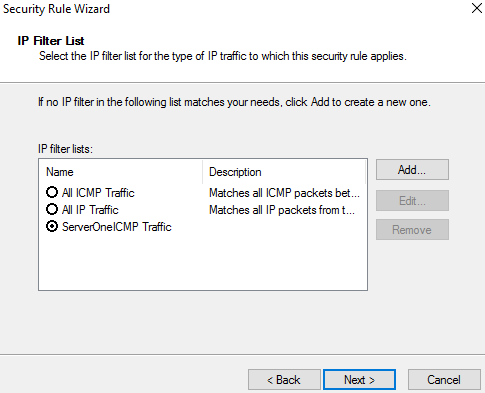 Security Rule Wizard
IP Filter List
Select the IP filter list for the type of IP traffic to which this security rule applies.
If no IP filter in the following list matches your needs, click Add to create a new one.
IP filter lists:
Name Description
All ICMP Traffic Matches all ICMP packets bet...
All IP Traffic Matches all IP packets from t...
ServerOneICMP Traffic
Add...
Edit...
Remove
< Back Next > Cancel